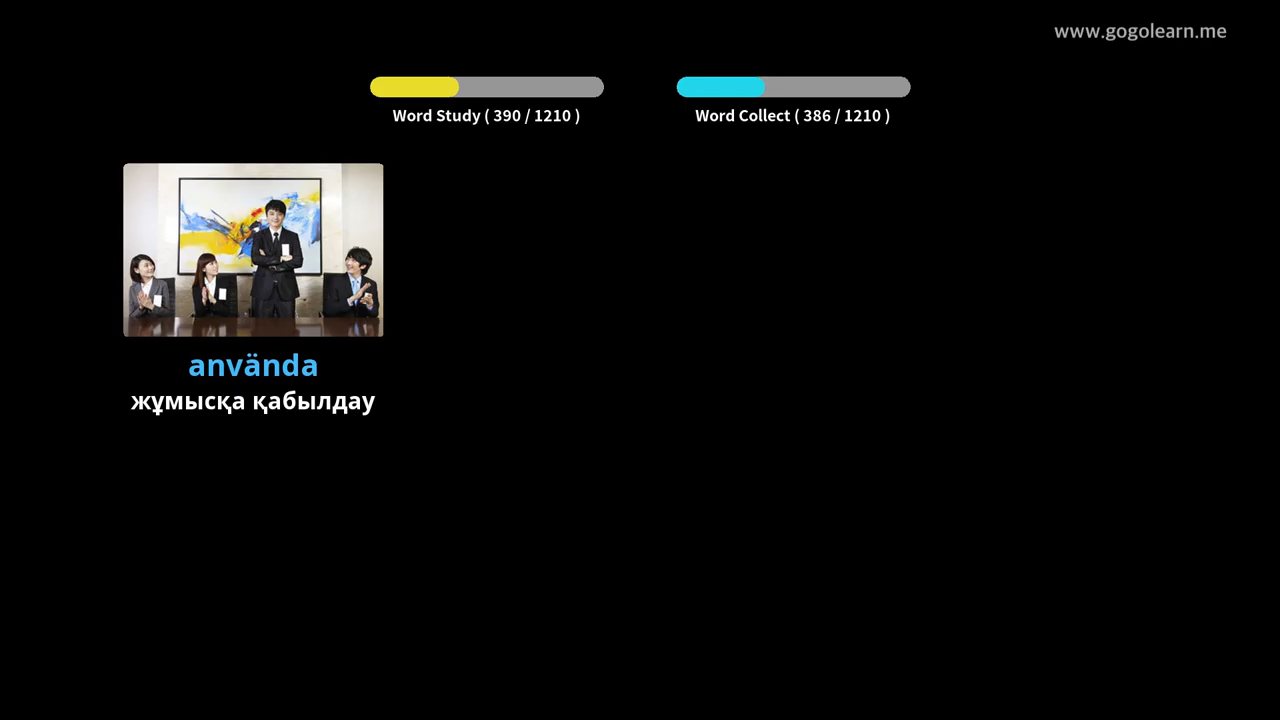 www.gogolearn.me
Word Study ( 390 / 1210 )
Word Collect ( 386 / 1210 )
använda
жұмысқа қабылдау